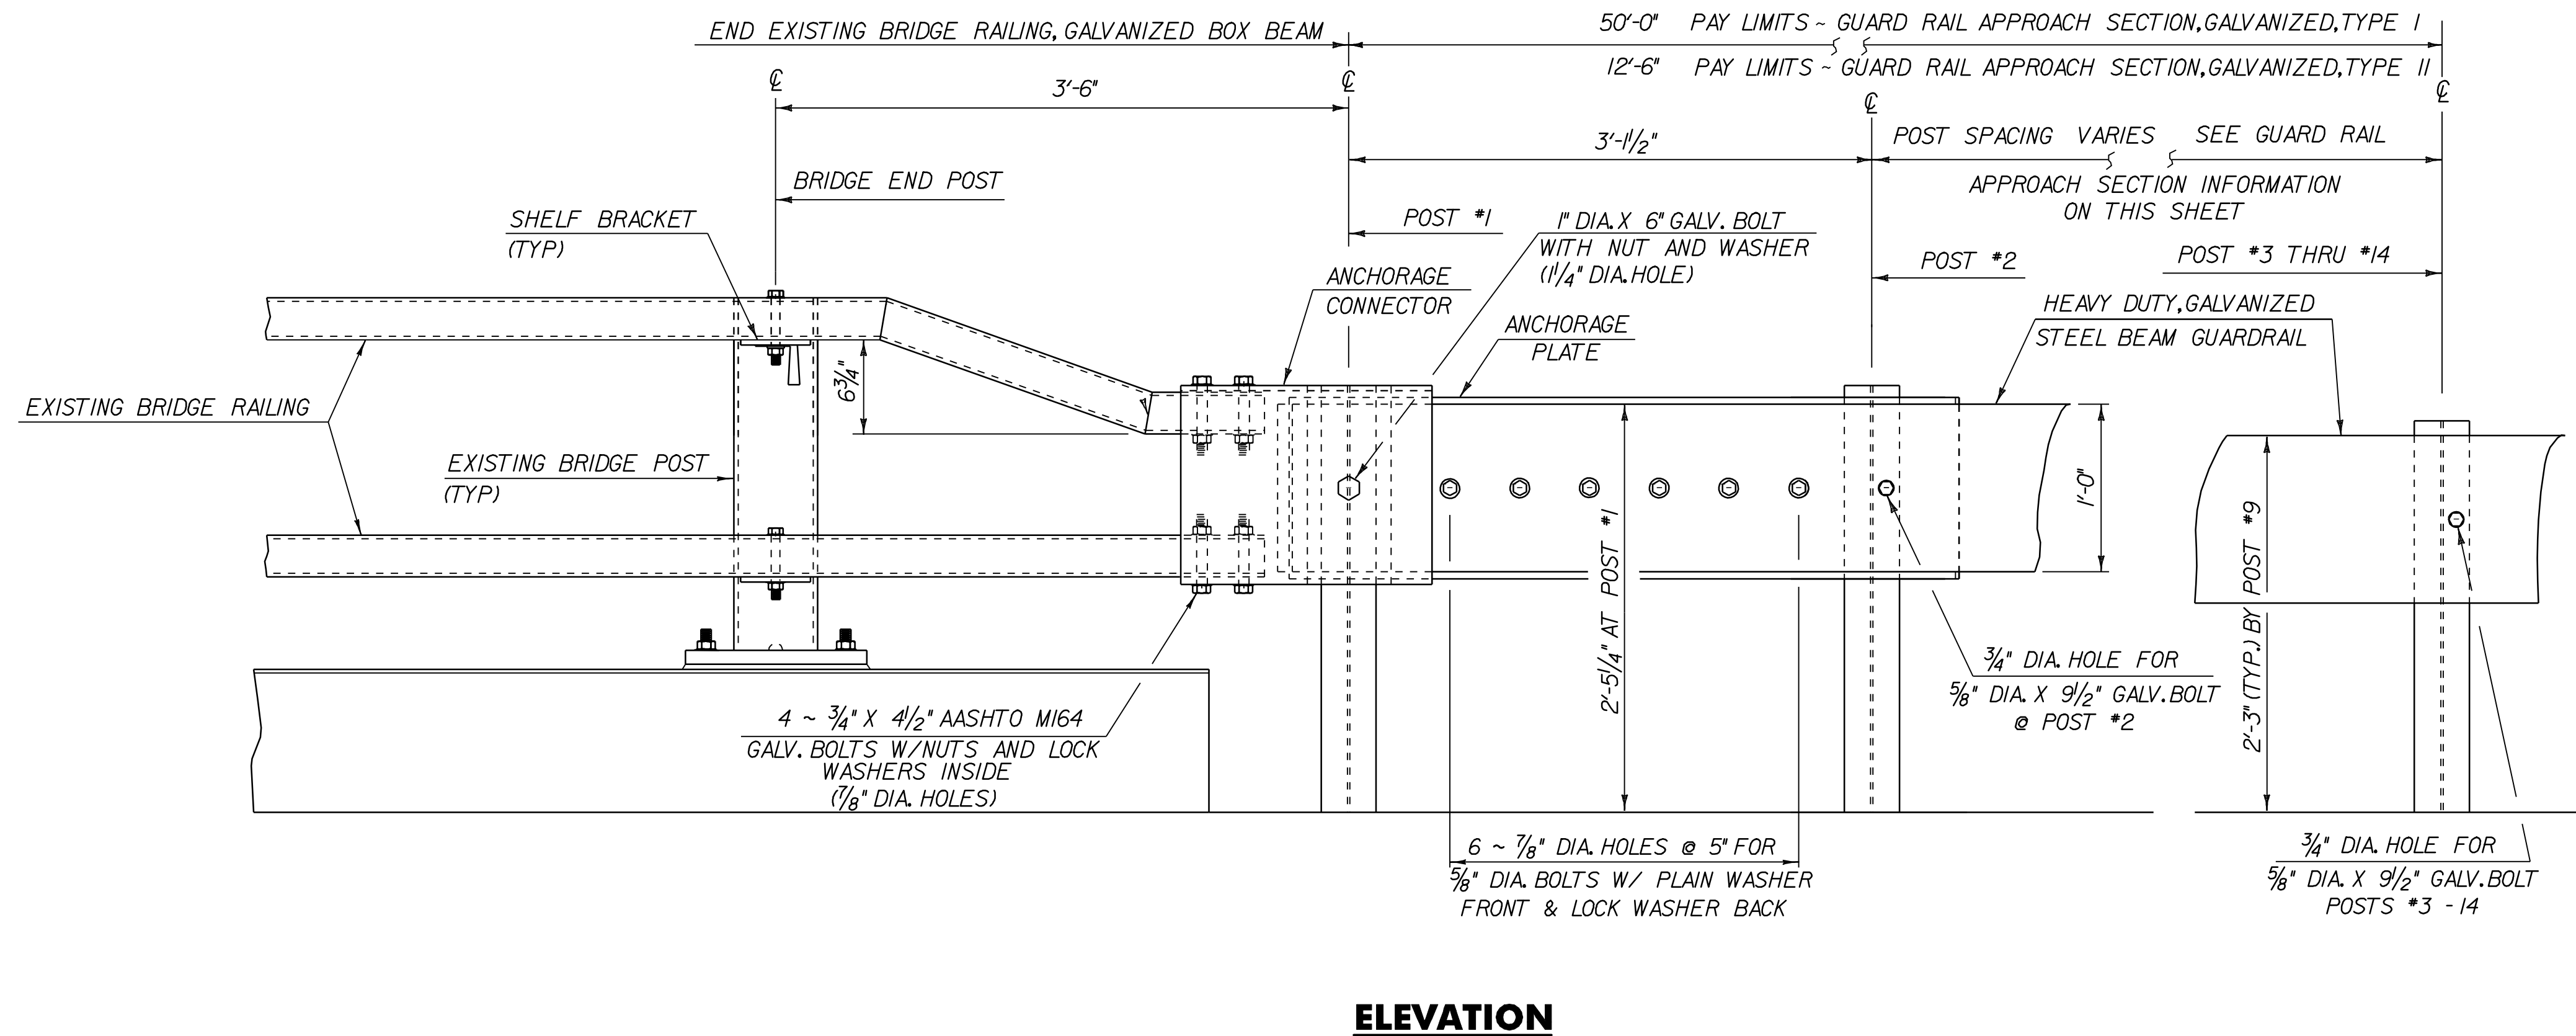 END EXISTING BRIDGE RAILING, GALVANIZED BOX BEAM
50'-0" PAY LIMITS ~ GUARD RAIL APPROACH SECTION, GALVANIZED, TYPE I
12'-6" PAY LIMITS ~ GUARD RAIL APPROACH SECTION, GALVANIZED, TYPE II
℄
℄
℄
℄
3'-6"
3'-1½"
POST SPACING VARIES SEE GUARD RAIL
APPROACH SECTION INFORMATION
ON THIS SHEET
BRIDGE END POST
SHELF BRACKET
(TYP)
POST #1
1" DIA. X 6" GALV. BOLT
WITH NUT AND WASHER
(1¼" DIA. HOLE)
POST #2
POST #3 THRU #14
ANCHORAGE
CONNECTOR
ANCHORAGE
PLATE
HEAVY DUTY, GALVANIZED
STEEL BEAM GUARDRAIL
6¾"
EXISTING BRIDGE RAILING
EXISTING BRIDGE POST
(TYP)
1'-0"
2'-5¼" AT POST #1
2'-3" (TYP.) BY POST #9
¾" DIA. HOLE FOR
⅝" DIA. X 9½" GALV. BOLT
@ POST #2
4 ~ ¾" X 4½" AASHTO M164
GALV. BOLTS W/NUTS AND LOCK
WASHERS INSIDE
(⅞" DIA. HOLES)
6 ~ ⅞" DIA. HOLES @ 5" FOR
⅝" DIA. BOLTS W/ PLAIN WASHER
FRONT & LOCK WASHER BACK
¾" DIA. HOLE FOR
⅝" DIA. X 9½" GALV. BOLT
POSTS #3 - 14
ELEVATION